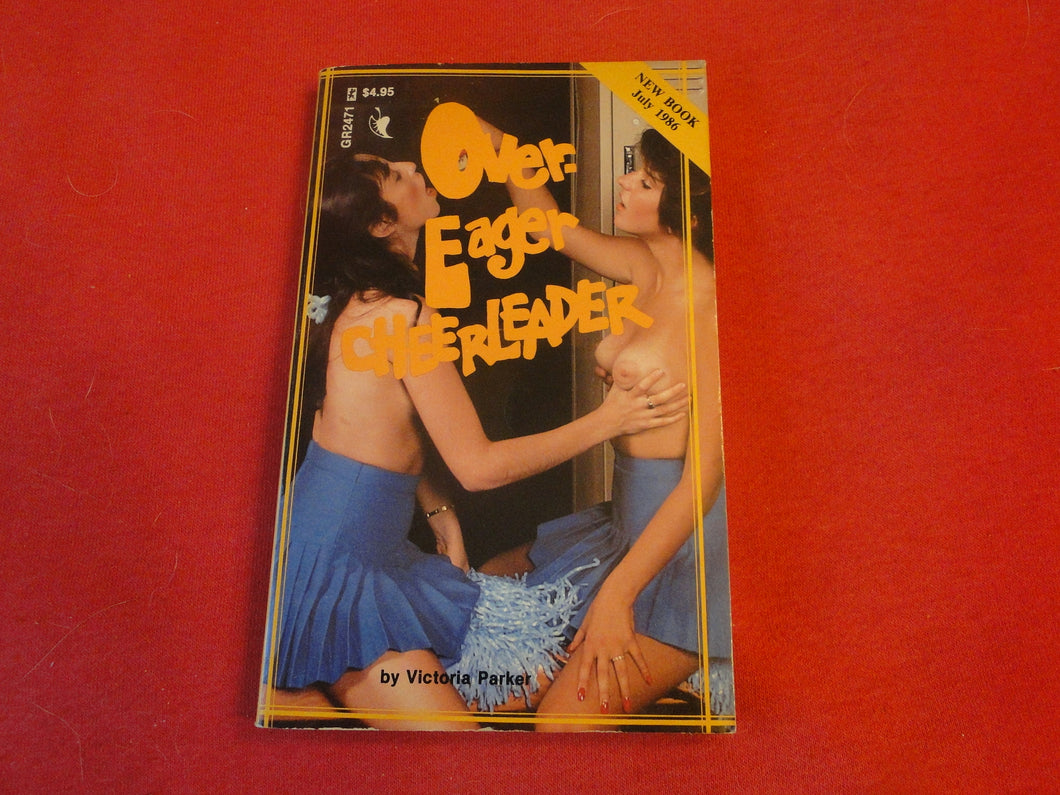 GR2471 $4.95
NEW BOOK
July 1986
Over-
Eager
CHEERLEADER
by Victoria Parker